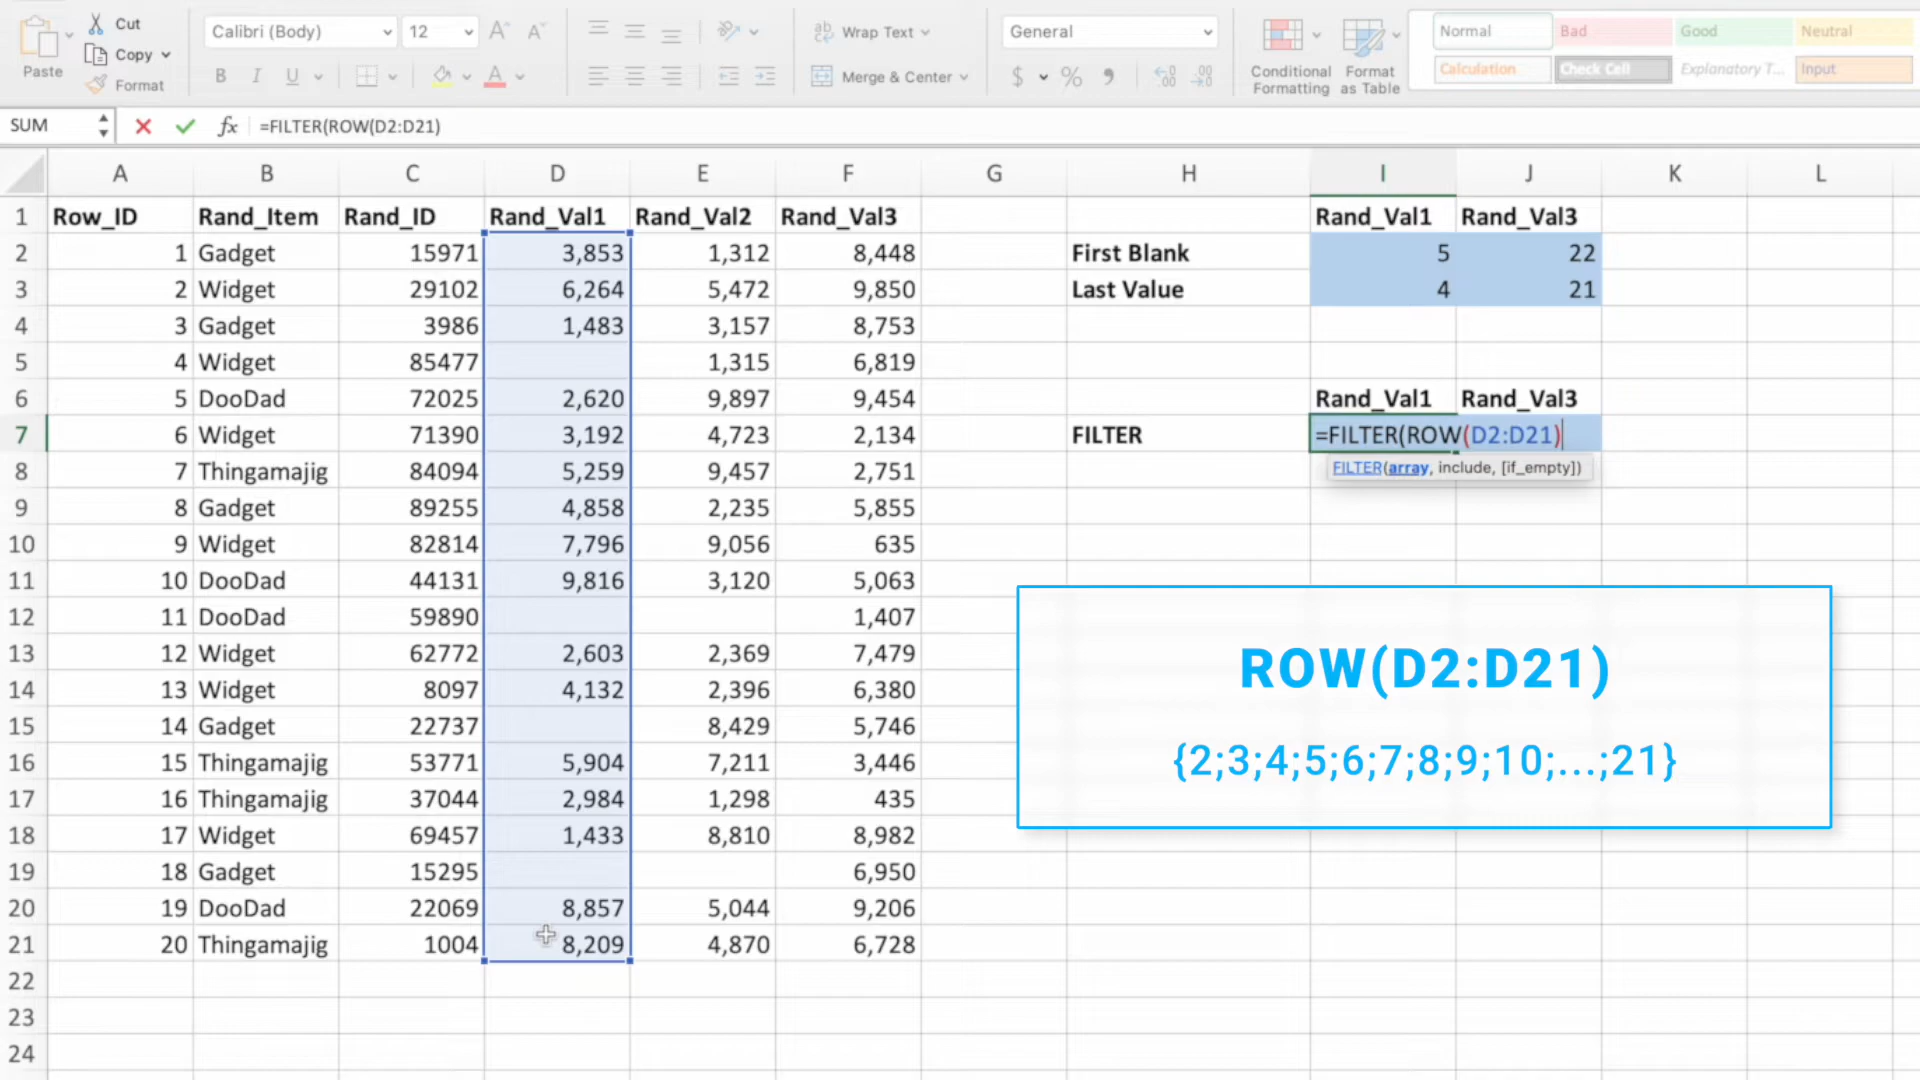 Cut
Copy
Format
Paste
Calibri (Body)
12
A
A
B I U
A
ab
Wrap Text
Merge & Center
General
$ % 9
Conditional
Formatting
Format
as Table
Normal Bad Good Neutral
Calculation Check Cell Explanatory T... Input
SUM fx =FILTER(ROW(D2:D21)
A B C D E F G H I J K L
1 Row_ID Rand_Item Rand_ID Rand_Val1 Rand_Val2 Rand_Val3 Rand_Val1 Rand_Val3
2 1 Gadget 15971 3,853 1,312 8,448 First Blank 5 22
3 2 Widget 29102 6,264 5,472 9,850 Last Value 4 21
4 3 Gadget 3986 1,483 3,157 8,753
5 4 Widget 85477 1,315 6,819
6 5 DooDad 72025 2,620 9,897 9,454 Rand_Val1 Rand_Val3
7 6 Widget 71390 3,192 4,723 2,134 FILTER =FILTER(ROW(D2:D21)
FILTER(array, include, [if_empty])
8 7 Thingamajig 84094 5,259 9,457 2,751
9 8 Gadget 89255 4,858 2,235 5,855
10 9 Widget 82814 7,796 9,056 635
11 10 DooDad 44131 9,816 3,120 5,063
12 11 DooDad 59890 1,407
13 12 Widget 62772 2,603 2,369 7,479
14 13 Widget 8097 4,132 2,396 6,380
15 14 Gadget 22737 8,429 5,746
16 15 Thingamajig 53771 5,904 7,211 3,446
17 16 Thingamajig 37044 2,984 1,298 435
18 17 Widget 69457 1,433 8,810 8,982
19 18 Gadget 15295 6,950
20 19 DooDad 22069 8,857 5,044 9,206
21 20 Thingamajig 1004 8,209 4,870 6,728
22
23
24
ROW(D2:D21)
{2;3;4;5;6;7;8;9;10;...;21}